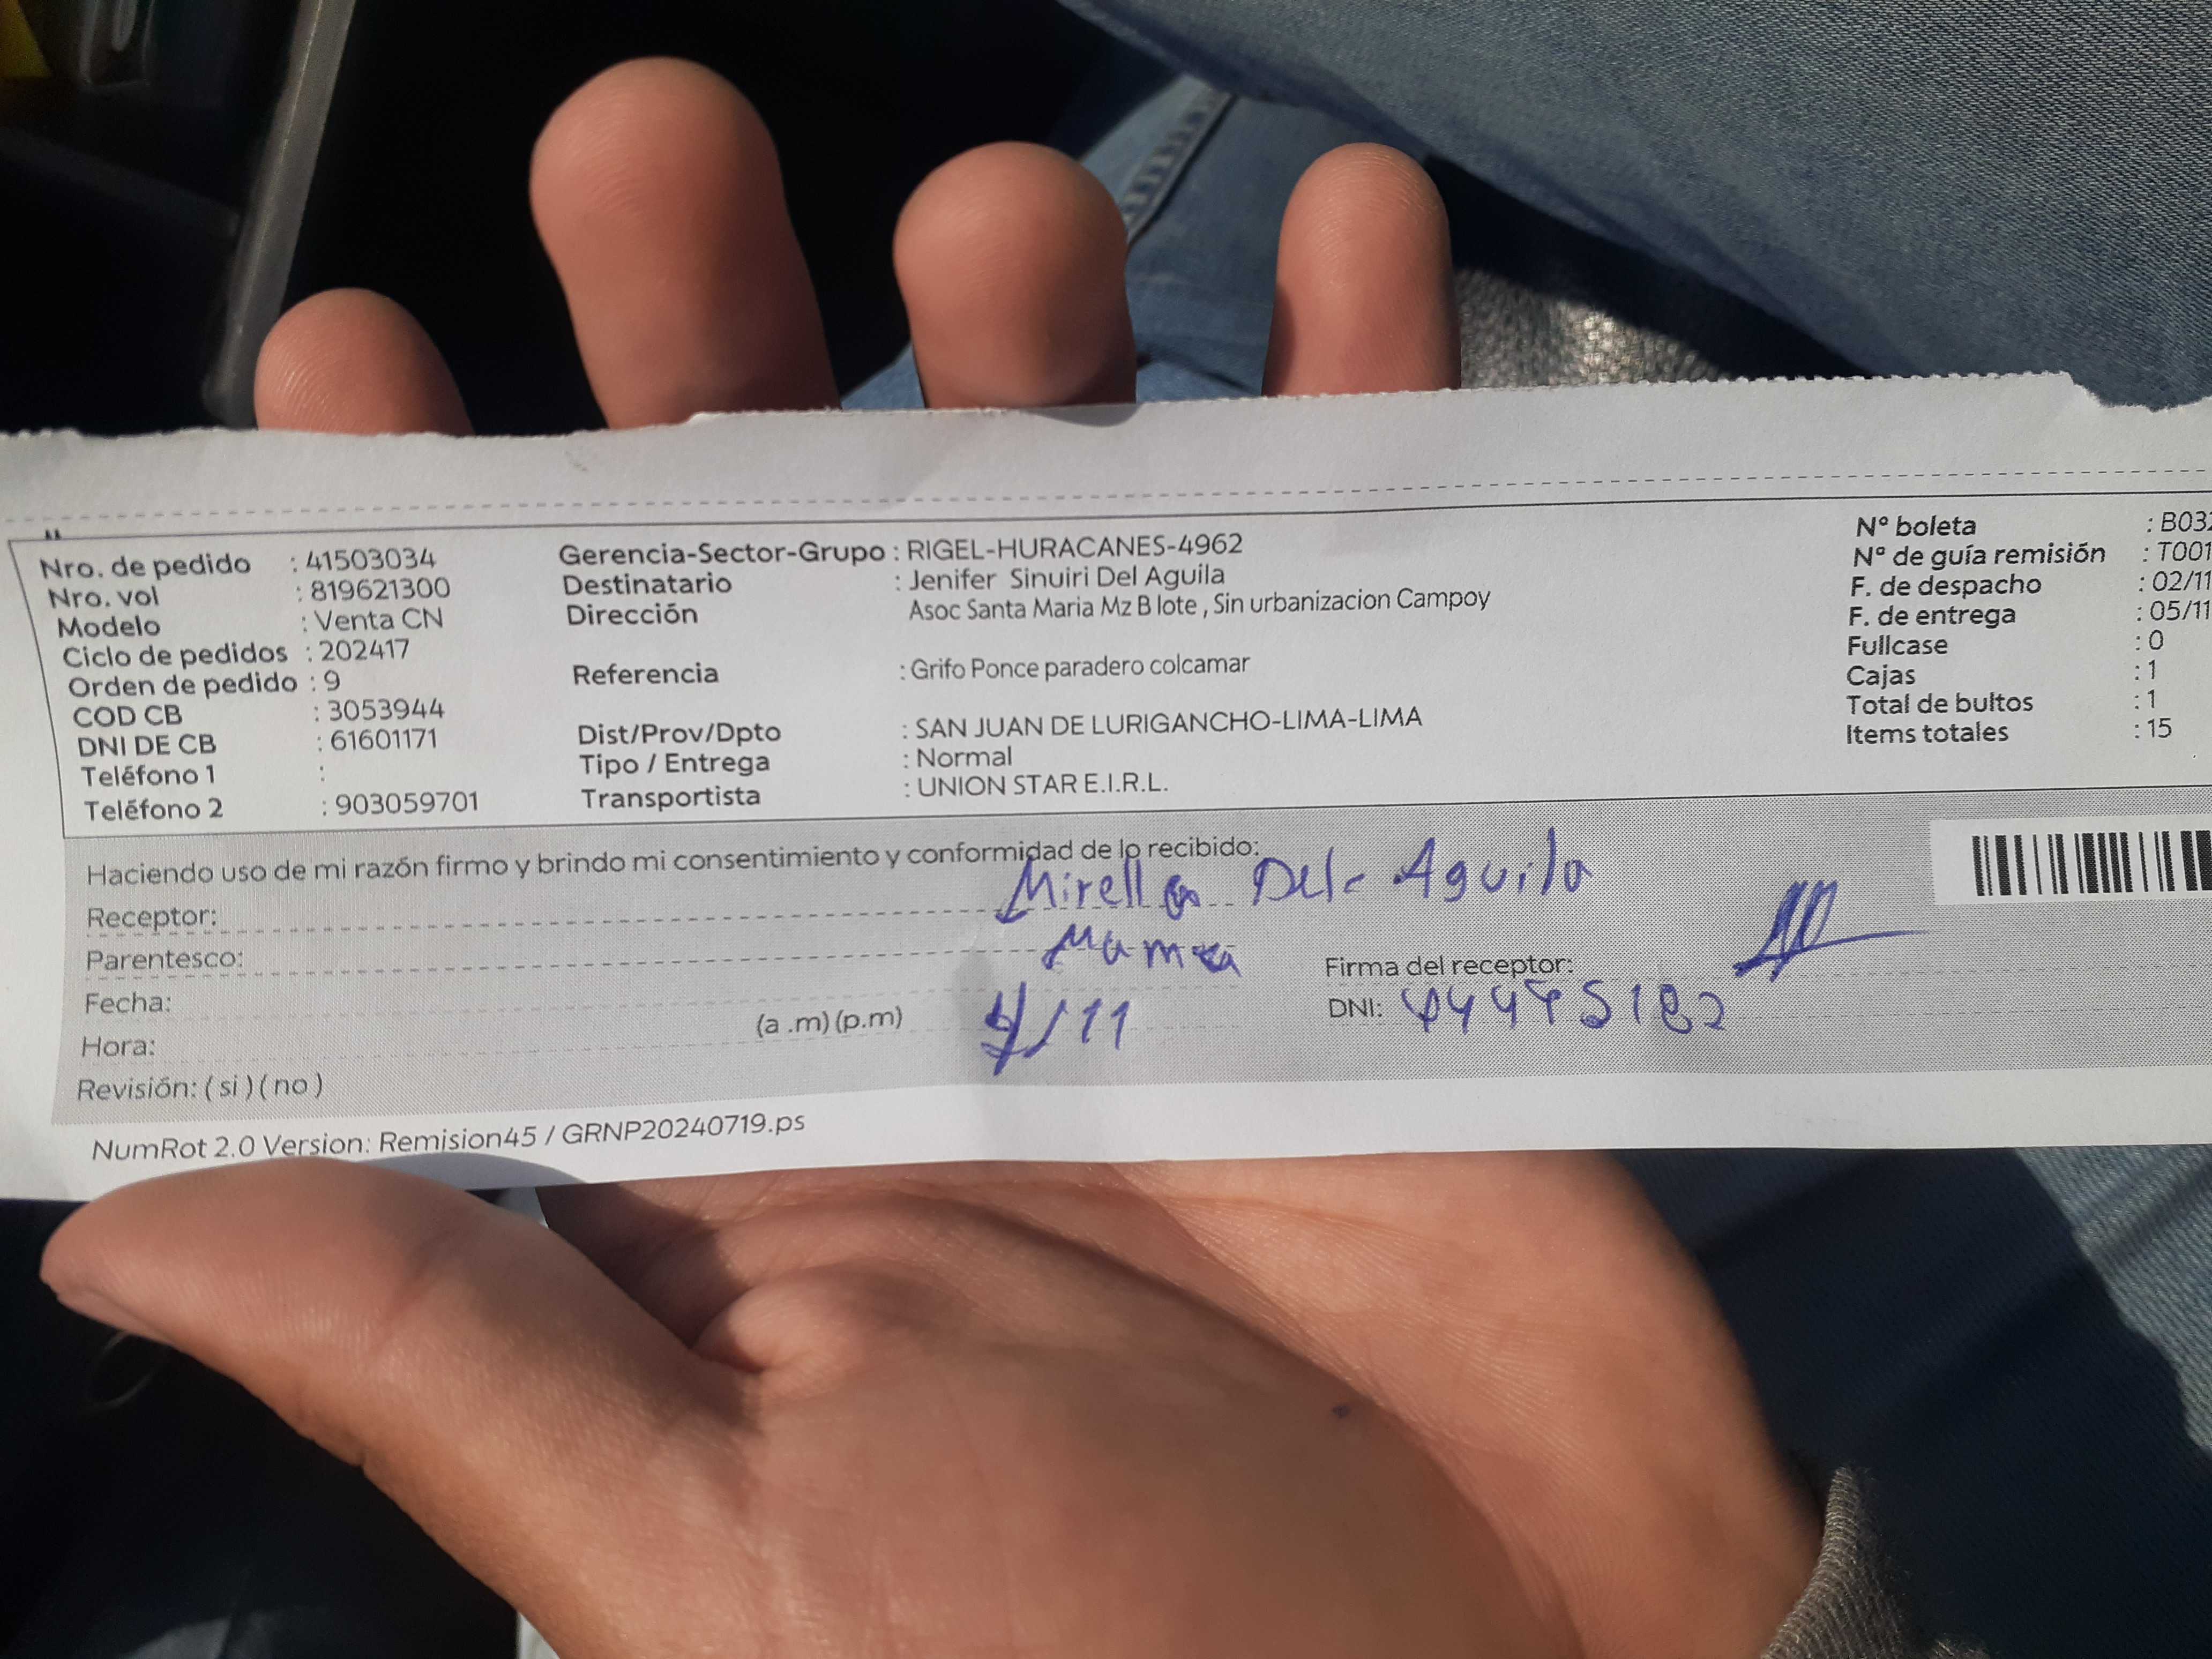 Nro. de pedido : 41503034
Nro. vol : 819621300
Modelo : Venta CN
Ciclo de pedidos : 202417
Orden de pedido : 9
COD CB : 3053944
DNI DE CB : 61601171
Teléfono 1 :
Teléfono 2 : 903059701
Gerencia-Sector-Grupo : RIGEL-HURACANES-4962
Destinatario : Jenifer Sinuiri Del Aguila
Dirección Asoc Santa Maria Mz B lote , Sin urbanizacion Campoy
Referencia : Grifo Ponce paradero colcamar
Dist/Prov/Dpto : SAN JUAN DE LURIGANCHO-LIMA-LIMA
Tipo / Entrega : Normal
Transportista : UNION STAR E.I.R.L.
Nº boleta : B03
Nº de guía remisión : T001
F. de despacho : 02/11
F. de entrega : 05/11
Fullcase : 0
Cajas : 1
Total de bultos : 1
Items totales : 15
Haciendo uso de mi razón firmo y brindo mi consentimiento y conformidad de lo recibido:
Receptor: Mirella Del Aguila
Parentesco: Mama
Fecha:
(a .m) (p.m) /11
Hora:
Revisión: ( si ) ( no )
Firma del receptor:
DNI: 44475182
NumRot 2.0 Version: Remision45 / GRNP20240719.ps